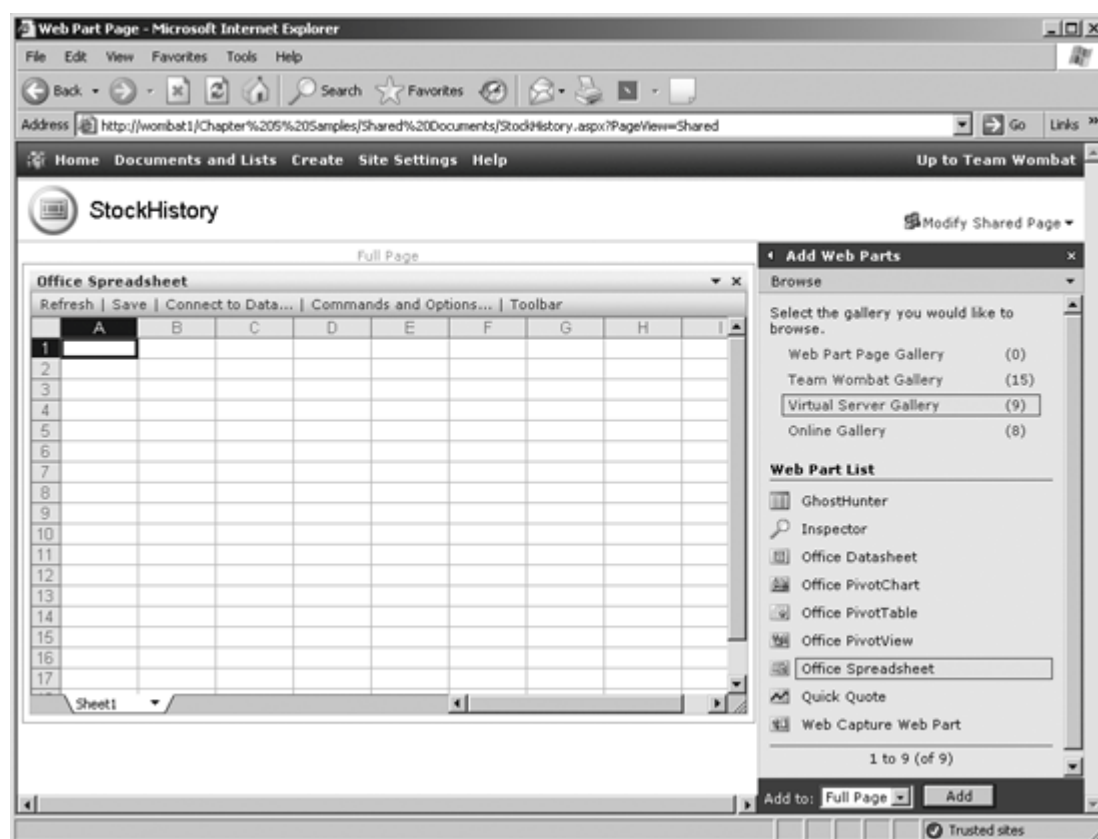 Web Part Page - Microsoft Internet Explorer
File Edit View Favorites Tools Help
Back Search Favorites
Address http://wombat1/Chapter%205%20Samples/Shared%20Documents/StockHistory.aspx?PageView=Shared Go Links »
Home Documents and Lists Create Site Settings Help Up to Team Wombat
StockHistory
Modify Shared Page
Full Page
Office Spreadsheet
Refresh | Save | Connect to Data... | Commands and Options... | Toolbar
A B C D E F G H I
1
2
3
4
5
6
7
8
9
10
11
12
13
14
15
16
17
Sheet1
Add Web Parts
Browse
Select the gallery you would like to
browse.
Web Part Page Gallery (0)
Team Wombat Gallery (15)
Virtual Server Gallery (9)
Online Gallery (8)
Web Part List
GhostHunter
Inspector
Office Datasheet
Office PivotChart
Office PivotTable
Office PivotView
Office Spreadsheet
Quick Quote
Web Capture Web Part
1 to 9 (of 9)
Add to: Full Page Add
Trusted sites